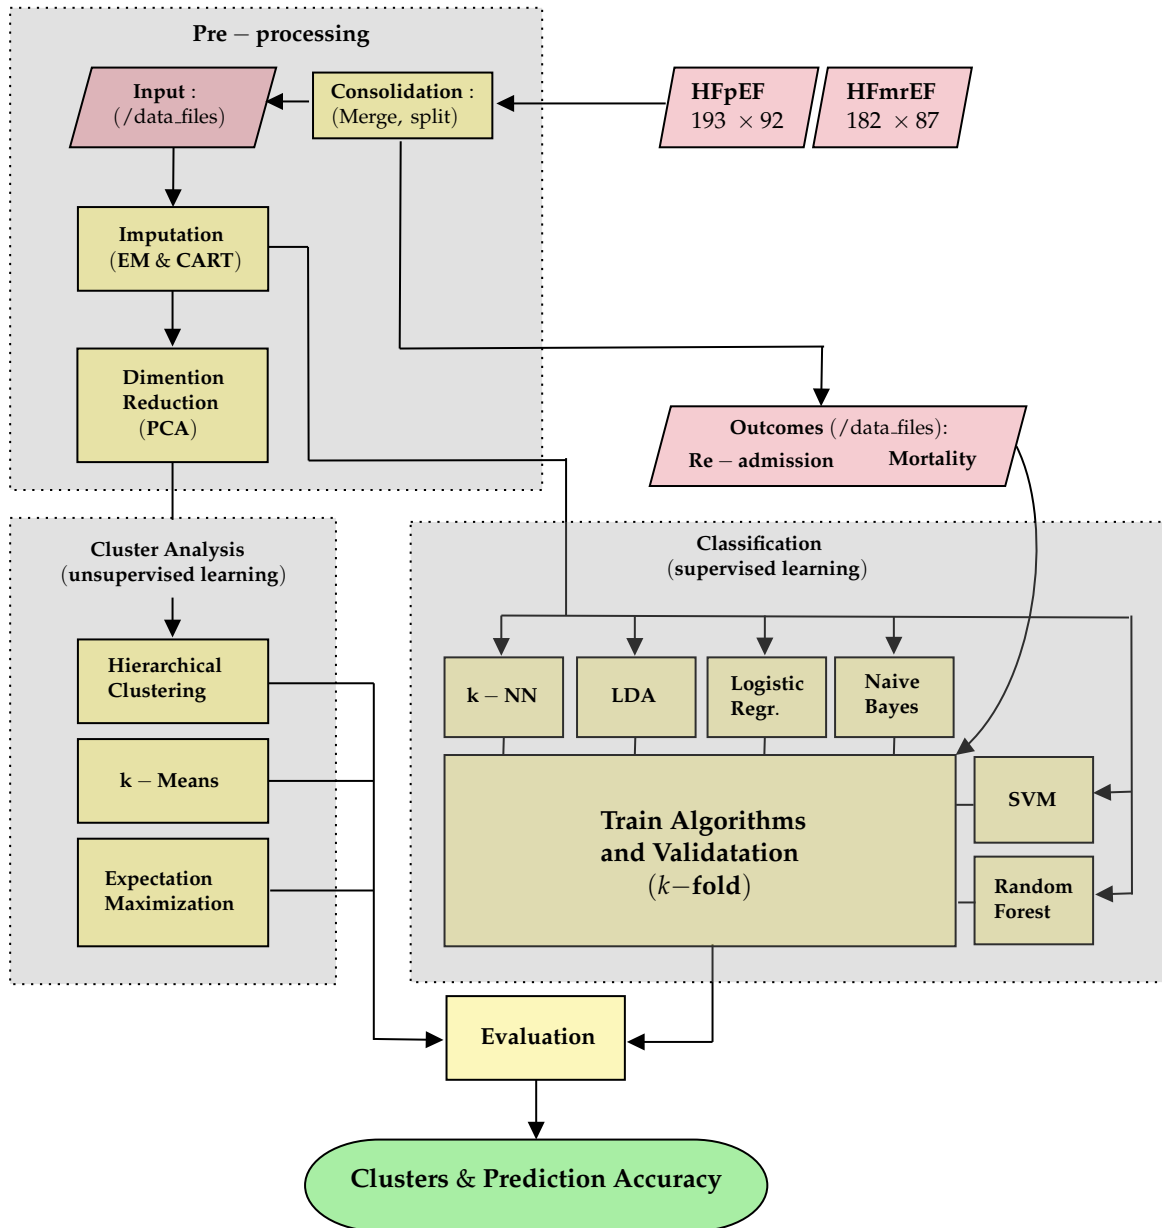 Pre − processing
Input :
(/data_files)
Consolidation :
(Merge, split)
HFpEF
193 × 92
HFmrEF
182 × 87
Imputation
(EM & CART)
Dimention
Reduction
(PCA)
Outcomes (/data_files):
Re − admission
Mortality
Cluster Analysis
(unsupervised learning)
Classification
(supervised learning)
Hierarchical
Clustering
k − Means
Expectation
Maximization
k − NN
LDA
Logistic
Regr.
Naive
Bayes
Train Algorithms
and Validatation
(k−fold)
SVM
Random
Forest
Evaluation
Clusters & Prediction Accuracy